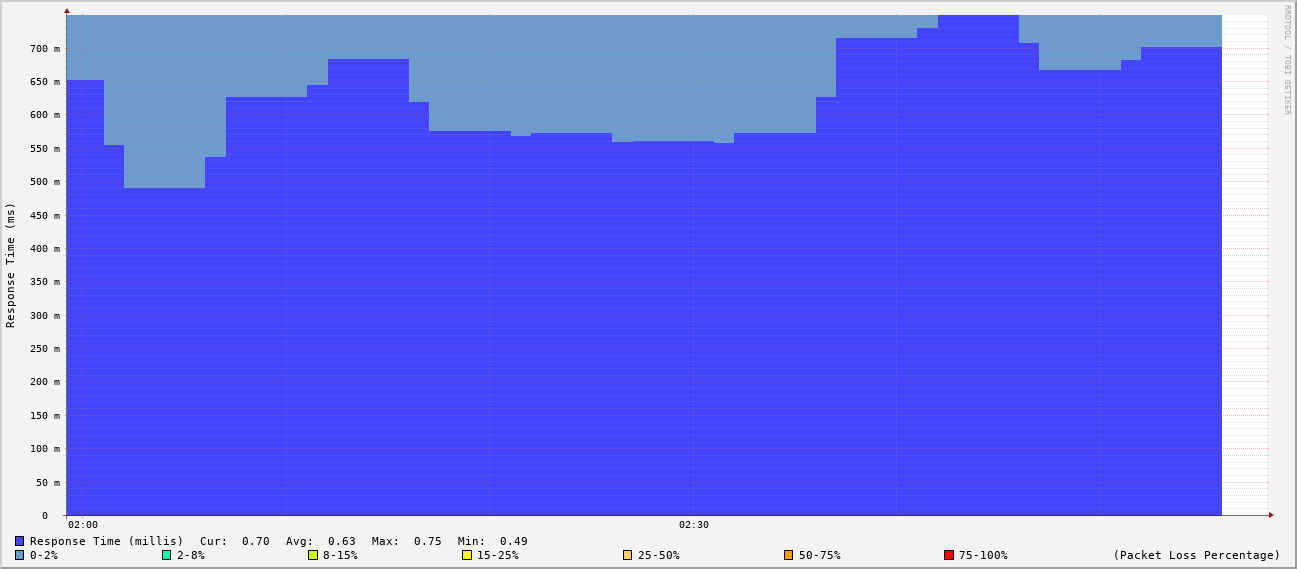 RRDTOOL / TOBI OETIKER
Response Time (ms)
700 m
650 m
600 m
550 m
500 m
450 m
400 m
350 m
300 m
250 m
200 m
150 m
100 m
50 m
0
02:00 02:30
Response Time (millis) Cur: 0.70 Avg: 0.63 Max: 0.75 Min: 0.49
0-2% 2-8% 8-15% 15-25% 25-50% 50-75% 75-100% (Packet Loss Percentage)